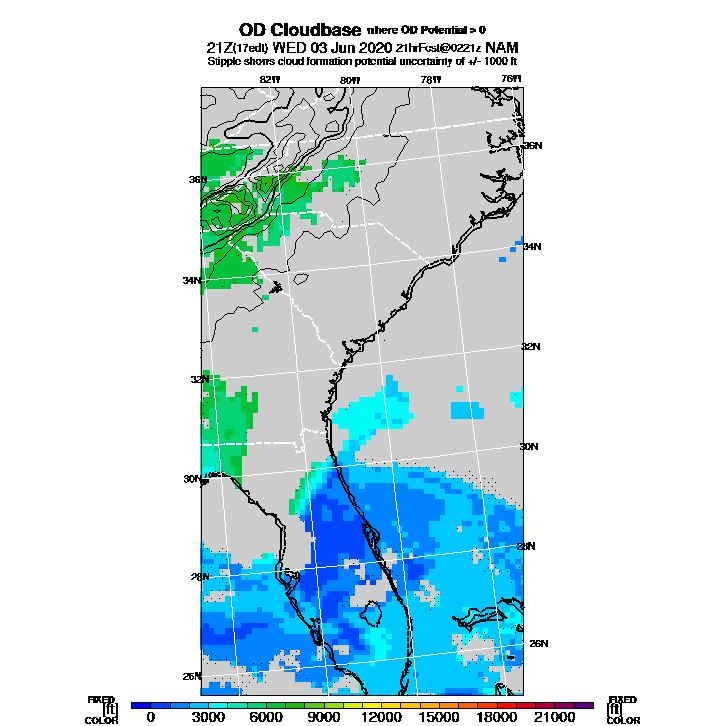 OD Cloudbase where OD Potential > 0
21Z(17edt) WED 03 Jun 2020 21hrFcst@0221z NAM
Stipple shows cloud formation potential uncertainty of +/- 1000 ft
82W 80W 78W 76W
36N
36N
34N
34N
32N
32N
30N
30N
28N
28N
26N
26N
FIXED FIXED
[ft] 0 3000 6000 9000 12000 15000 18000 21000 [ft]
COLOR COLOR